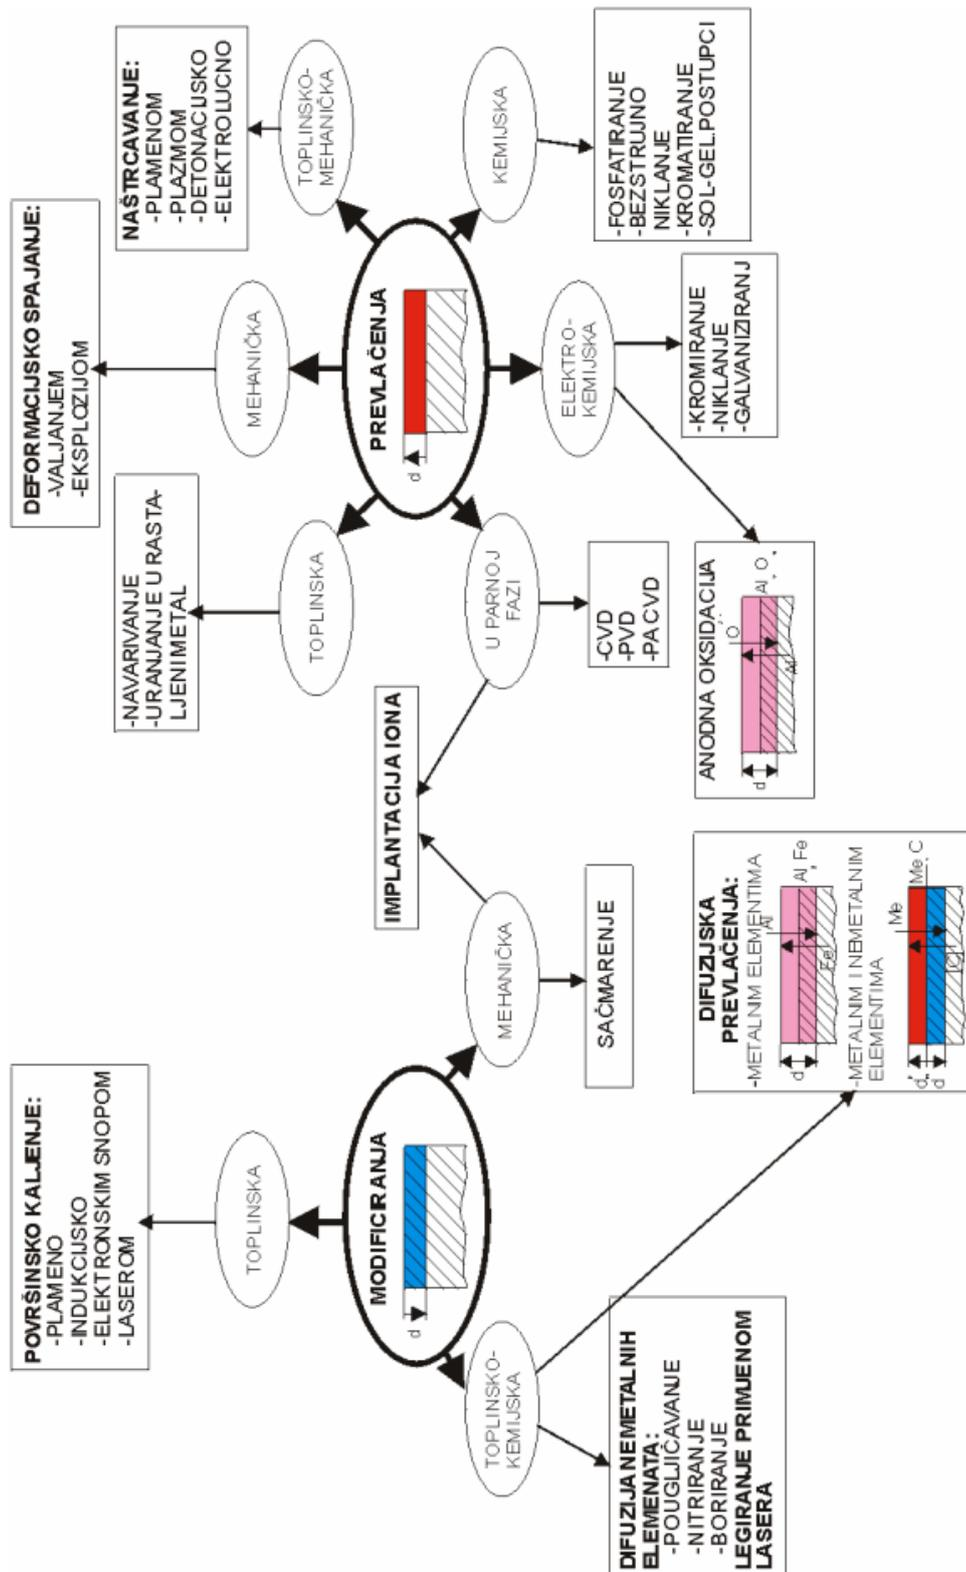 POVRŠINSKO KALJENJE:
-PLAMENO
-INDUKCIJSKO
-ELEKTRONSKIM SNOPOM
-LASEROM
TOPLINSKA
MODIFICIRANJA
d
TOPLINSKO-
KEMIJSKA
MEHANIČKA
DIFUZIJA NEMETALNIH
ELEMENATA:
-POUGLJIČAVANJE
-NITRIRANJE
-BORIRANJE
LEGIRANJE PRIMJENOM
LASERA
SAČMARENJE
IMPLANTACIJA IONA
DIFUZIJSKA
PREVLAČENJA:
-METALNIM ELEMENTIMA
d
Al
Fe
Al, Fe
-METALNIM I NEMETALNIM
ELEMENTIMA
d,
d
Me
C
Me, C
DEFORMACIJSKO SPAJANJE:
-VALJANJEM
-EKSPLOZIJOM
NAŠTRCAVANJE:
-PLAMENOM
-PLAZMOM
-DETONACIJSKO
-ELEKTROLUCNO
-NAVARIVANJE
-URANJANJE U RASTA-
LJENI METAL
TOPLINSKA
MEHANIČKA
TOPLINSKO-
MEHANIČKA
PREVLAČENJA
d
U PARNOJ
FAZI
ELEKTRO-
KEMIJSKA
KEMIJSKA
-CVD
-PVD
-PACVD
-KROMIRANJE
-NIKLANJE
-GALVANIZIRANJ
-FOSFATIRANJE
-BEZSTRUJNO
NIKLANJE
-KROMATIRANJE
-SOL-GEL.POSTUPCI
ANODNA OKSIDACIJA
d
O
Al
Al, O,